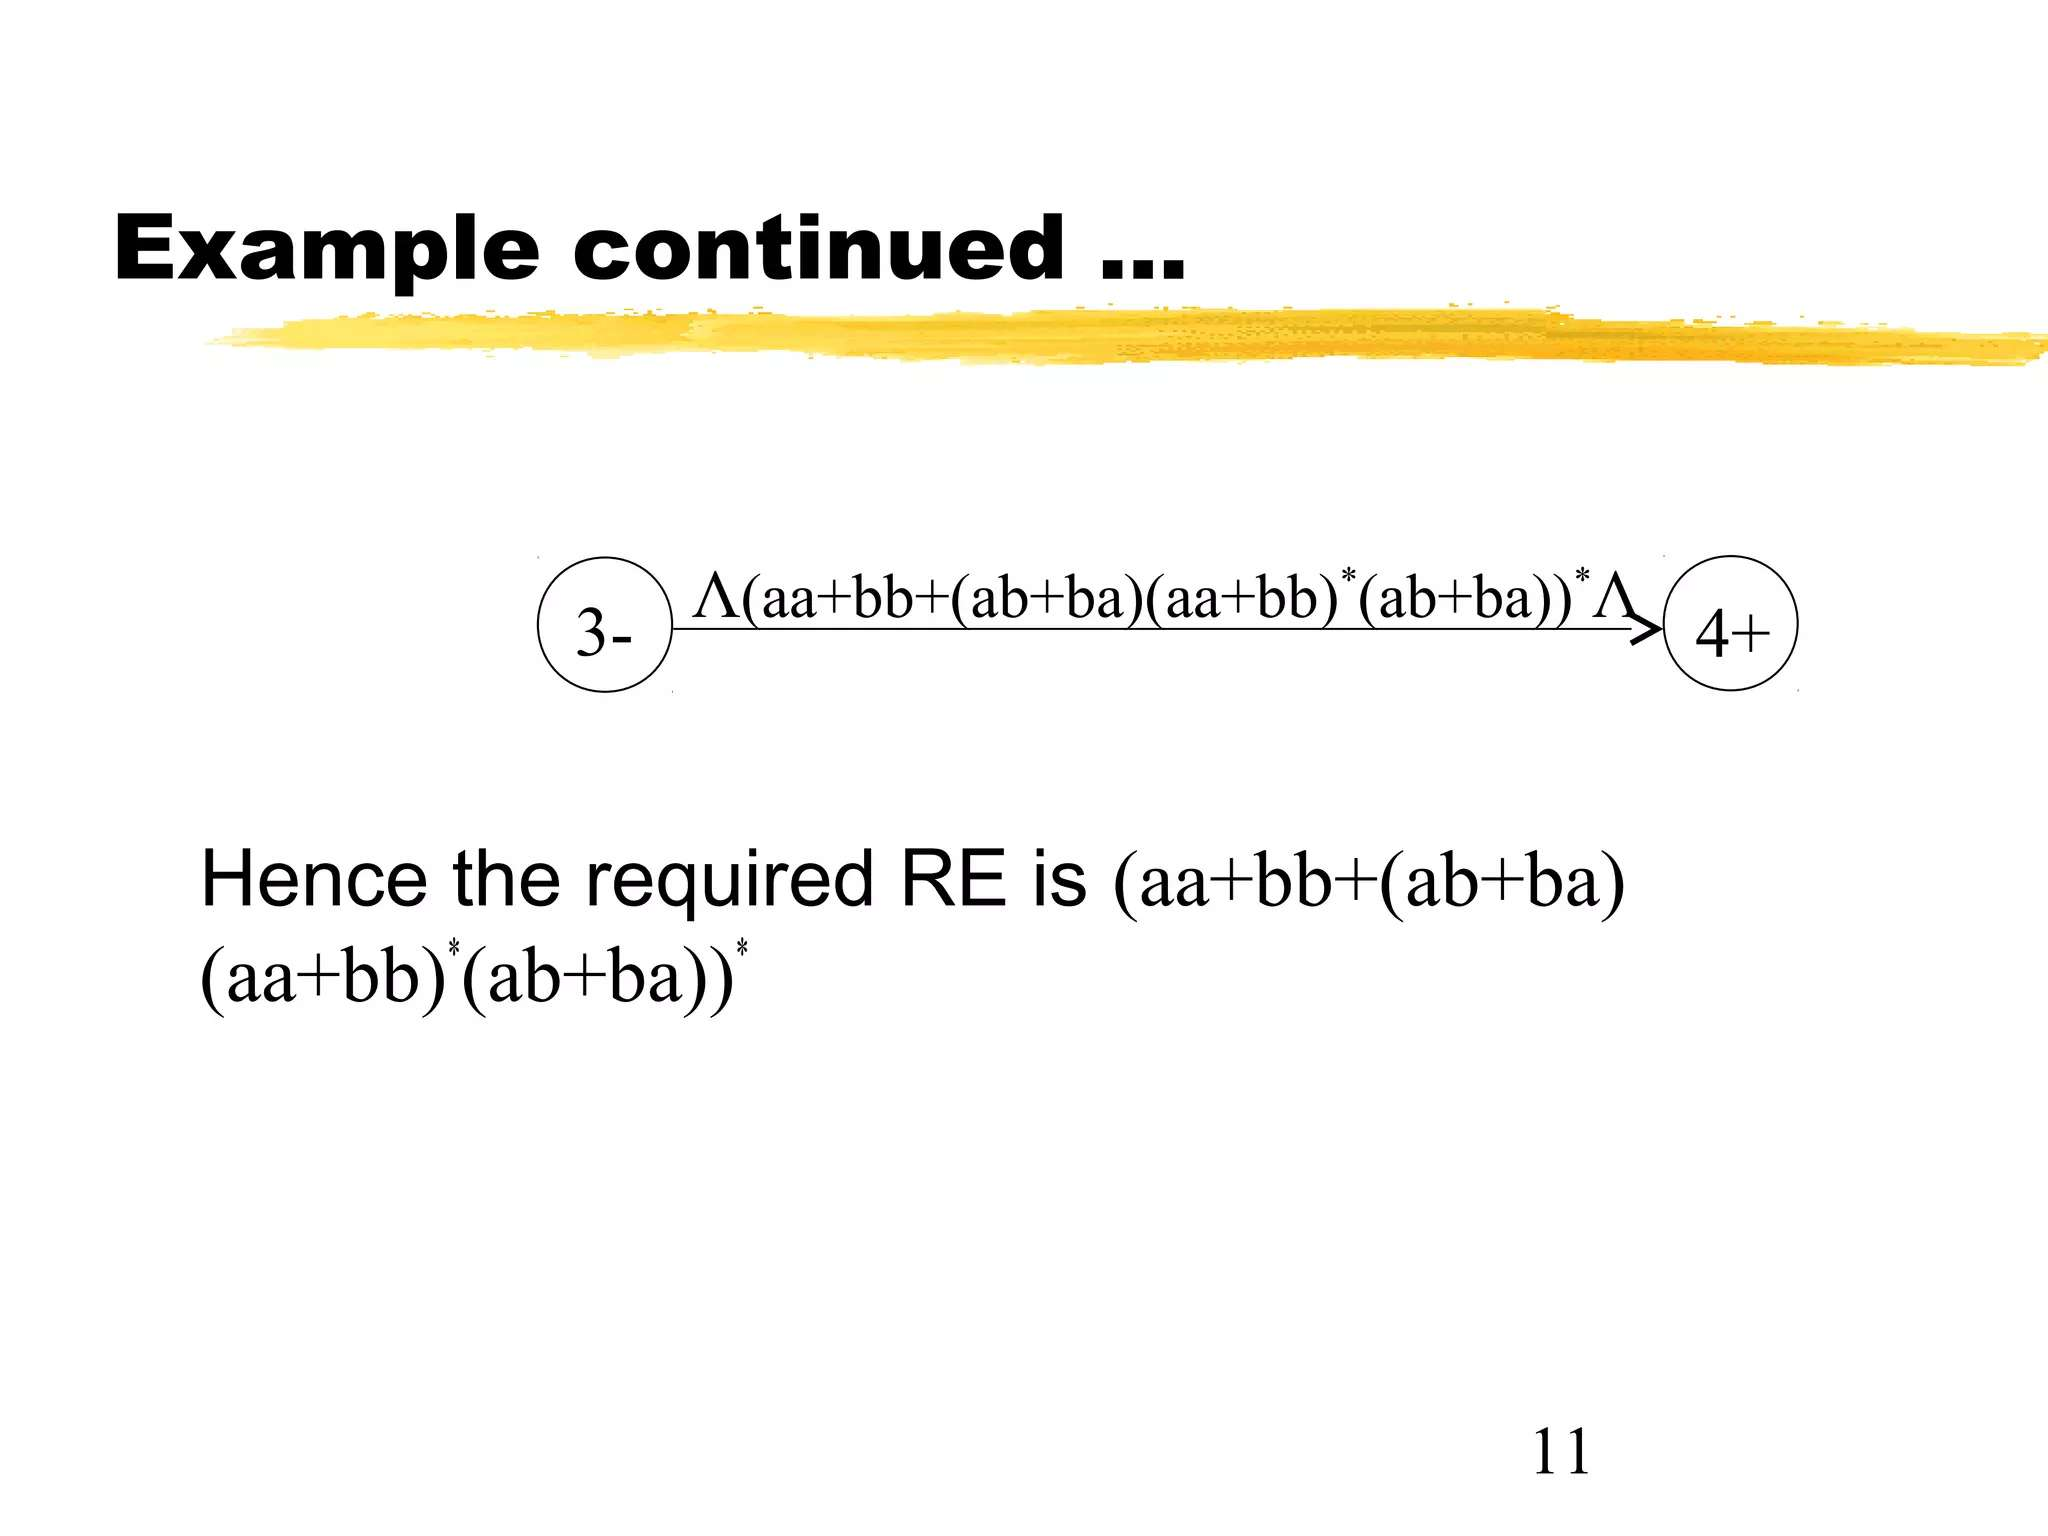 Example continued ...
3-
Λ(aa+bb+(ab+ba)(aa+bb)*(ab+ba))*Λ
4+
Hence the required RE is (aa+bb+(ab+ba)
(aa+bb)*(ab+ba))*
11